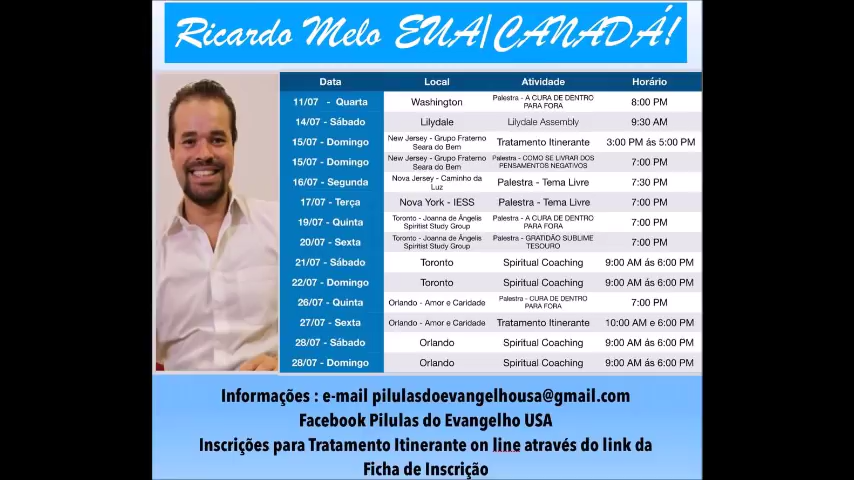 Ricardo Melo EUA|CANADÁ!
Data Local Atividade Horário
11/07 - Quarta Washington Palestra - A CURA DE DENTRO PARA FORA 8:00 PM
14/07 - Sábado Lilydale Lilydale Assembly 9:30 AM
15/07 - Domingo New Jersey - Grupo Fraterno Seara do Bem Tratamento Itinerante 3:00 PM ás 5:00 PM
15/07 - Domingo New Jersey - Grupo Fraterno Seara do Bem Palestra - COMO SE LIVRAR DOS PENSAMENTOS NEGATIVOS 7:00 PM
16/07 - Segunda Nova Jersey - Caminho da Luz Palestra - Tema Livre 7:30 PM
17/07 - Terça Nova York - IESS Palestra - Tema Livre 7:00 PM
19/07 - Quinta Toronto - Joanna de Ângelis Spiritist Study Group Palestra - A CURA DE DENTRO PARA FORA 7:00 PM
20/07 - Sexta Toronto - Joanna de Ângelis Spiritist Study Group Palestra - GRATIDÃO SUBLIME TESOURO 7:00 PM
21/07 - Sábado Toronto Spiritual Coaching 9:00 AM ás 6:00 PM
22/07 - Domingo Toronto Spiritual Coaching 9:00 AM ás 6:00 PM
26/07 - Quinta Orlando - Amor e Caridade Palestra - CURA DE DENTRO PARA FORA 7:00 PM
27/07 - Sexta Orlando - Amor e Caridade Tratamento Itinerante 10:00 AM e 6:00 PM
28/07 - Sábado Orlando Spiritual Coaching 9:00 AM ás 6:00 PM
28/07 - Domingo Orlando Spiritual Coaching 9:00 AM ás 6:00 PM
Informações : e-mail pilulasdoevangelhousa@gmail.com
Facebook Pilulas do Evangelho USA
Inscrições para Tratamento Itinerante on line através do link da
Ficha de Inscrição